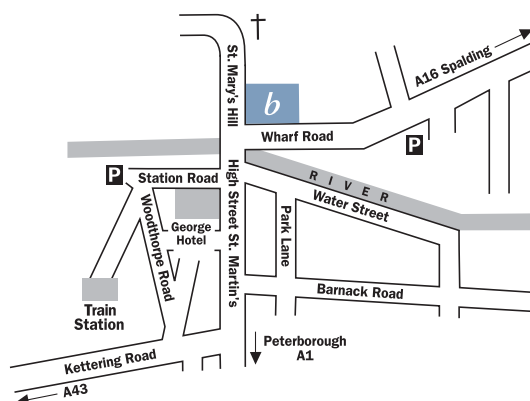 St. Mary's Hill
b
A16 Spalding
Wharf Road
P
P
Station Road
RIVER
High Street St. Martin's
Water Street
Woodthorpe Road
George
Hotel
Park Lane
Barnack Road
Train
Station
Peterborough
A1
Kettering Road
A43